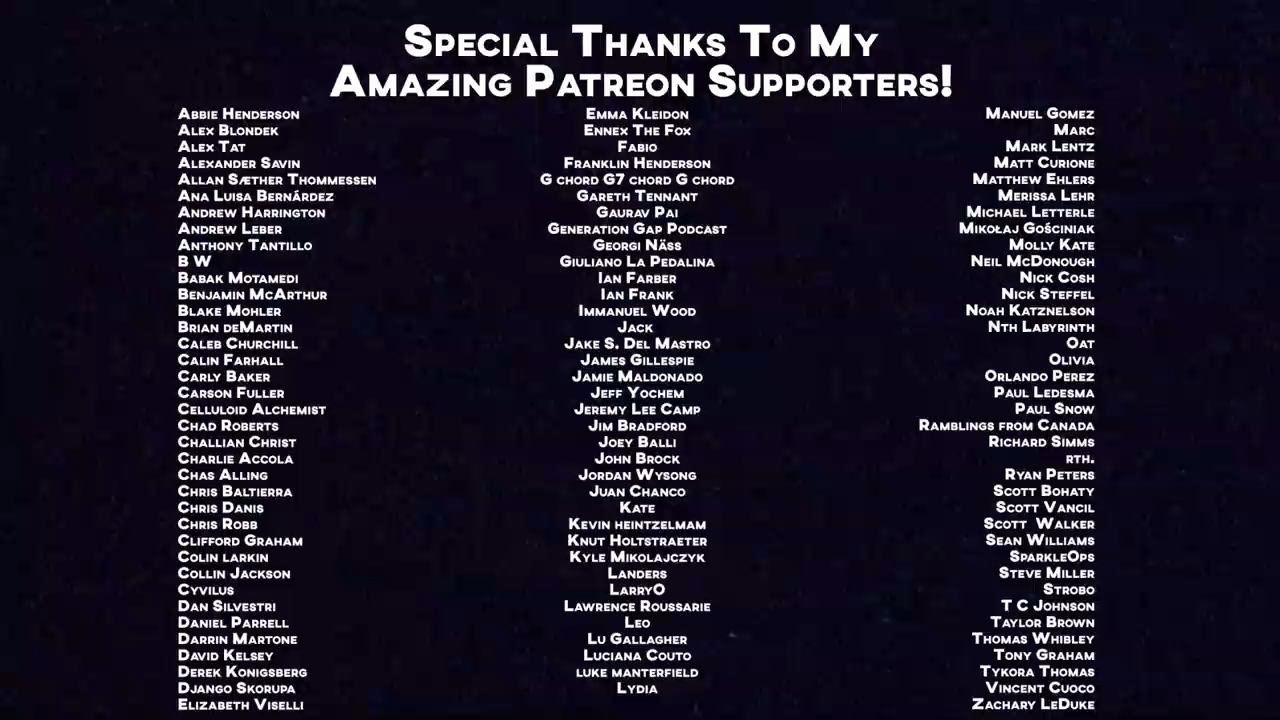 Special Thanks To My
Amazing Patreon Supporters!
Abbie Henderson
Alex Blondek
Alex Tat
Alexander Savin
Allan Sæther Thommessen
Ana Luisa Bernárdez
Andrew Harrington
Andrew Leber
Anthony Tantillo
B W
Babak Motamedi
Benjamin McArthur
Blake Mohler
Brian deMartin
Caleb Churchill
Calin Farhall
Carly Baker
Carson Fuller
Celluloid Alchemist
Chad Roberts
Challian Christ
Charlie Accola
Chas Alling
Chris Baltierra
Chris Danis
Chris Robb
Clifford Graham
Colin larkin
Collin Jackson
Cyvilus
Dan Silvestri
Daniel Parrell
Darrin Martone
David Kelsey
Derek Konigsberg
Django Skorupa
Elizabeth Viselli
Emma Kleidon
Ennex The Fox
Fabio
Franklin Henderson
G chord G7 chord G chord
Gareth Tennant
Gaurav Pai
Generation Gap Podcast
Georgi Näss
Giuliano La Pedalina
Ian Farber
Ian Frank
Immanuel Wood
Jack
Jake S. Del Mastro
James Gillespie
Jamie Maldonado
Jeff Yochem
Jeremy Lee Camp
Jim Bradford
Joey Balli
John Brock
Jordan Wysong
Juan Chanco
Kate
Kevin heintzelmam
Knut Holtstraeter
Kyle Mikolajczyk
Landers
LarryO
Lawrence Roussarie
Leo
Lu Gallagher
Luciana Couto
luke manterfield
Lydia
Manuel Gomez
Marc
Mark Lentz
Matt Curione
Matthew Ehlers
Merissa Lehr
Michael Letterle
Mikołaj Gościniak
Molly Kate
Neil McDonough
Nick Cosh
Nick Steffel
Noah Katznelson
Nth Labyrinth
Oat
Olivia
Orlando Perez
Paul Ledesma
Paul Snow
Ramblings from Canada
Richard Simms
rth.
Ryan Peters
Scott Bohaty
Scott Vancil
Scott  Walker
Sean Williams
SparkleOps
Steve Miller
Strobo
T C Johnson
Taylor Brown
Thomas Whibley
Tony Graham
Tykora Thomas
Vincent Cuoco
Zachary LeDuke